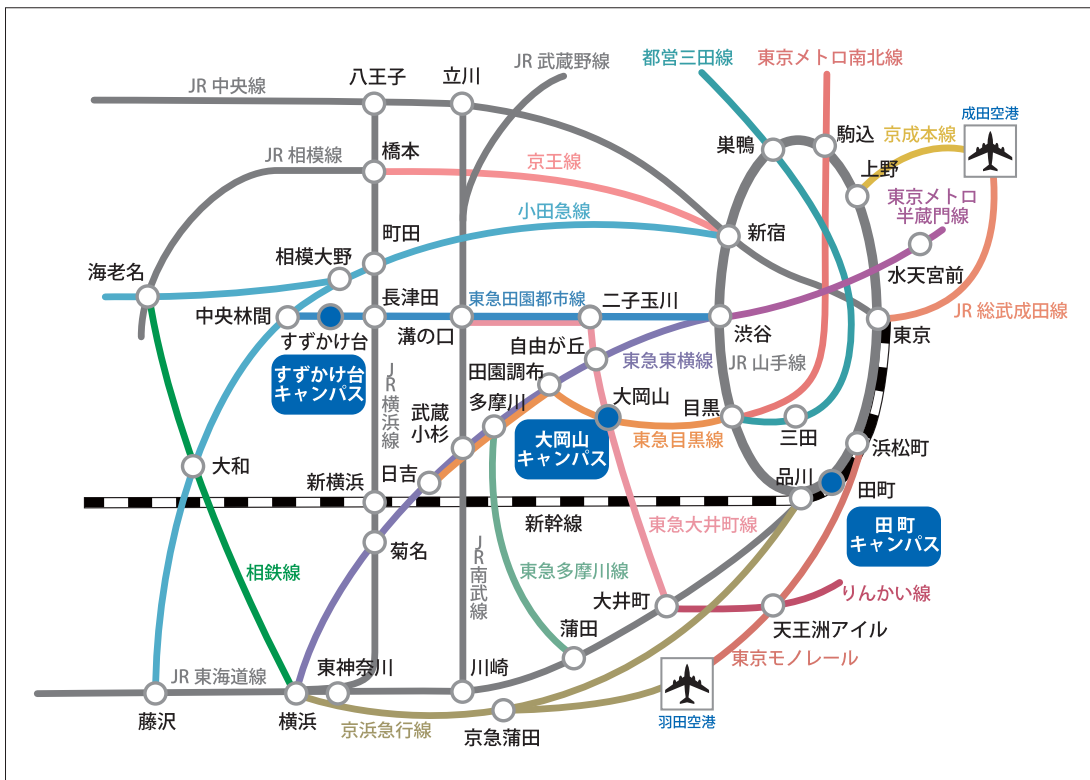 JR 武蔵野線
都営三田線
東京メトロ南北線
八王子
立川
JR 中央線
成田空港
京成本線
駒込
巣鴨
橋本
JR 相模線
京王線
上野
東京メトロ
半蔵門線
小田急線
町田
新宿
相模大野
海老名
水天宮前
長津田
東急田園都市線
二子玉川
JR 総武成田線
中央林間
すずかけ台
溝の口
渋谷
東京
自由が丘
東急東横線
JR 山手線
すずかけ台
キャンパス
JR横浜線
田園調布
多摩川
大岡山
目黒
武蔵
小杉
大岡山
キャンパス
東急目黒線
三田
浜松町
大和
日吉
新横浜
品川
田町
新幹線
東急大井町線
田 町
キャンパス
菊名
JR南武線
相鉄線
東急多摩川線
大井町
りんかい線
蒲田
天王洲アイル
JR 東海道線
東神奈川
川崎
東京モノレール
藤沢
横浜
京浜急行線
京急蒲田
羽田空港